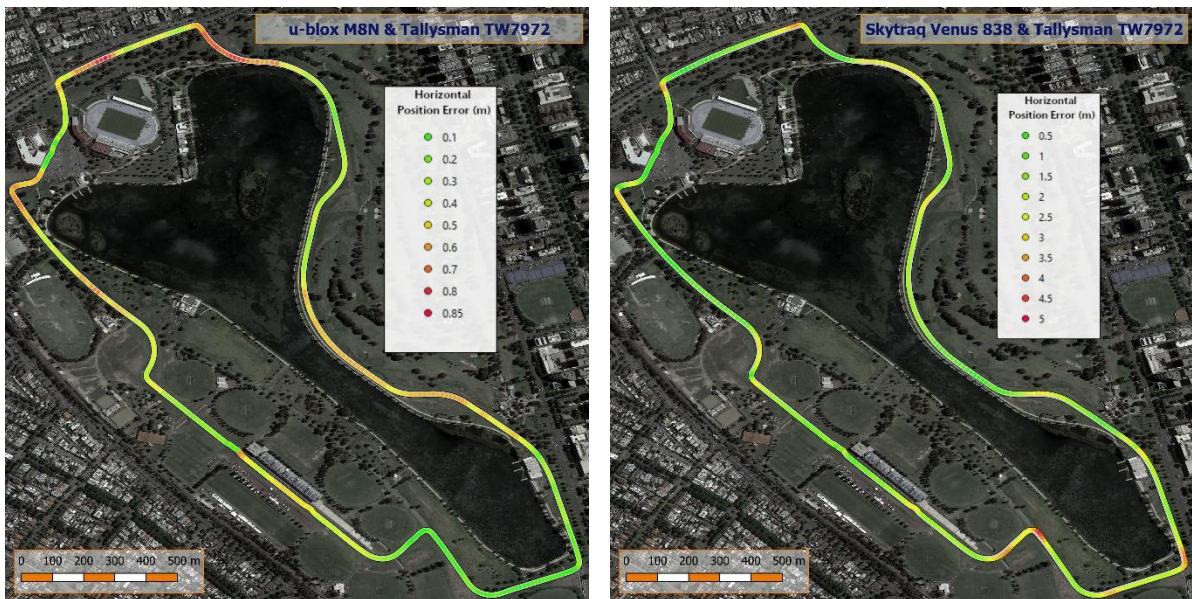 u-blox M8N & Tallysman TW7972
Horizontal
Position Error (m)
0.1
0.2
0.3
0.4
0.5
0.6
0.7
0.8
0.85
0 100 200 300 400 500 m
Skytraq Venus 838 & Tallysman TW7972
Horizontal
Position Error (m)
0.5
1
1.5
2
2.5
3
3.5
4
4.5
5
0 100 200 300 400 500 m